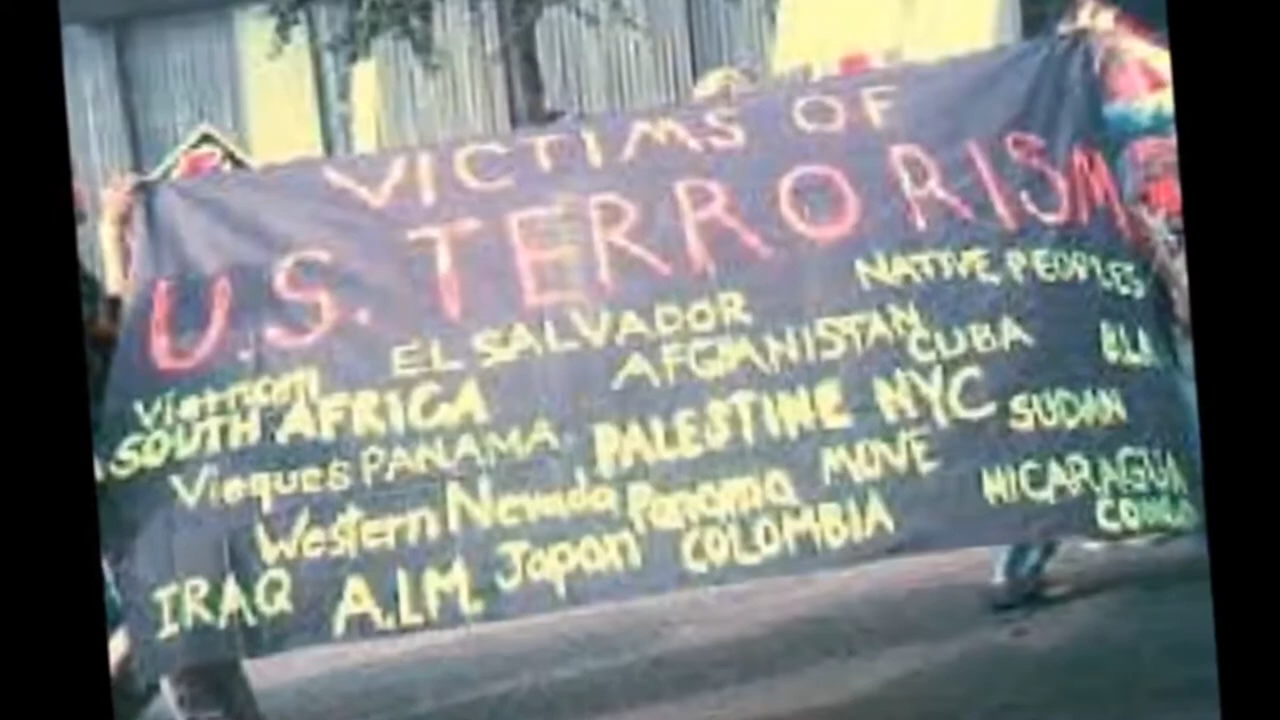 VICTIMS OF
U.S. TERRORISM
NATIVE PEOPLES
EL SALVADOR
Vietnam AFGHANISTAN CUBA
SOUTH AFRICA
Vieques PANAMA PALESTINE NYC SUDAN
Western Nevada Panama MOVE NICARAGUA
IRAQ A.I.M. Japan COLOMBIA CONGO